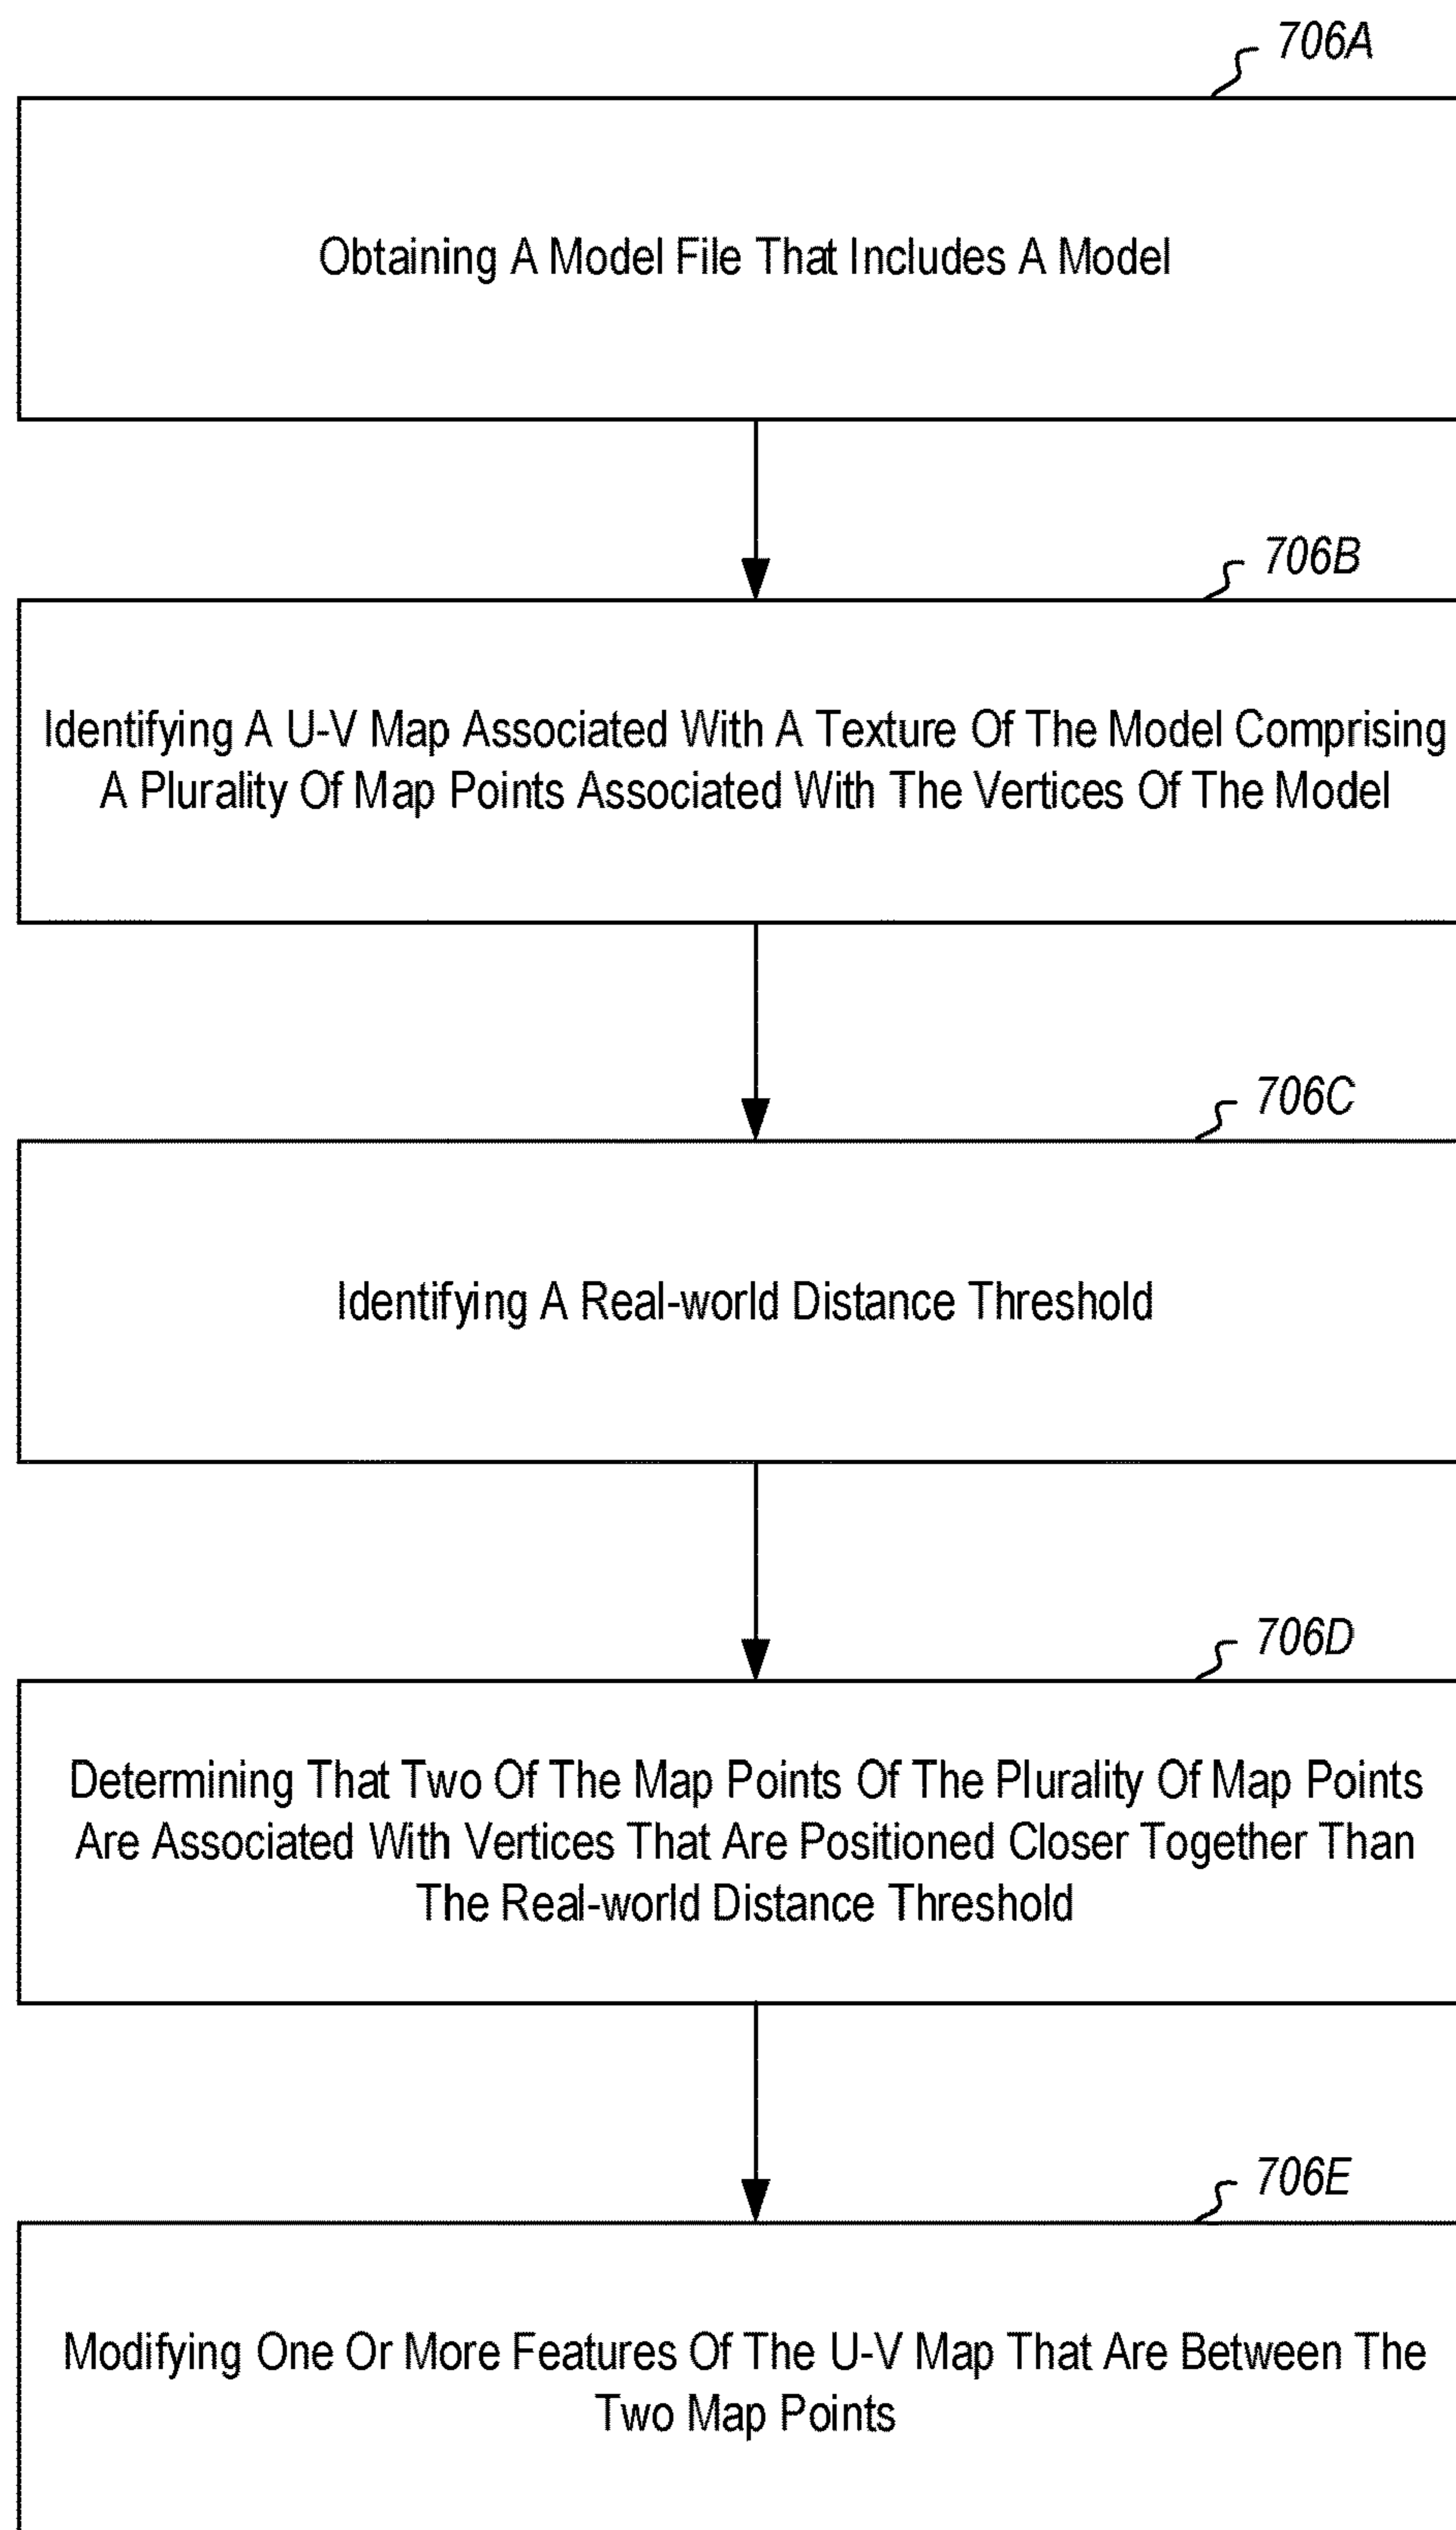 706A
Obtaining A Model File That Includes A Model
706B
Identifying A U-V Map Associated With A Texture Of The Model Comprising
A Plurality Of Map Points Associated With The Vertices Of The Model
706C
Identifying A Real-world Distance Threshold
706D
Determining That Two Of The Map Points Of The Plurality Of Map Points
Are Associated With Vertices That Are Positioned Closer Together Than
The Real-world Distance Threshold
706E
Modifying One Or More Features Of The U-V Map That Are Between The
Two Map Points